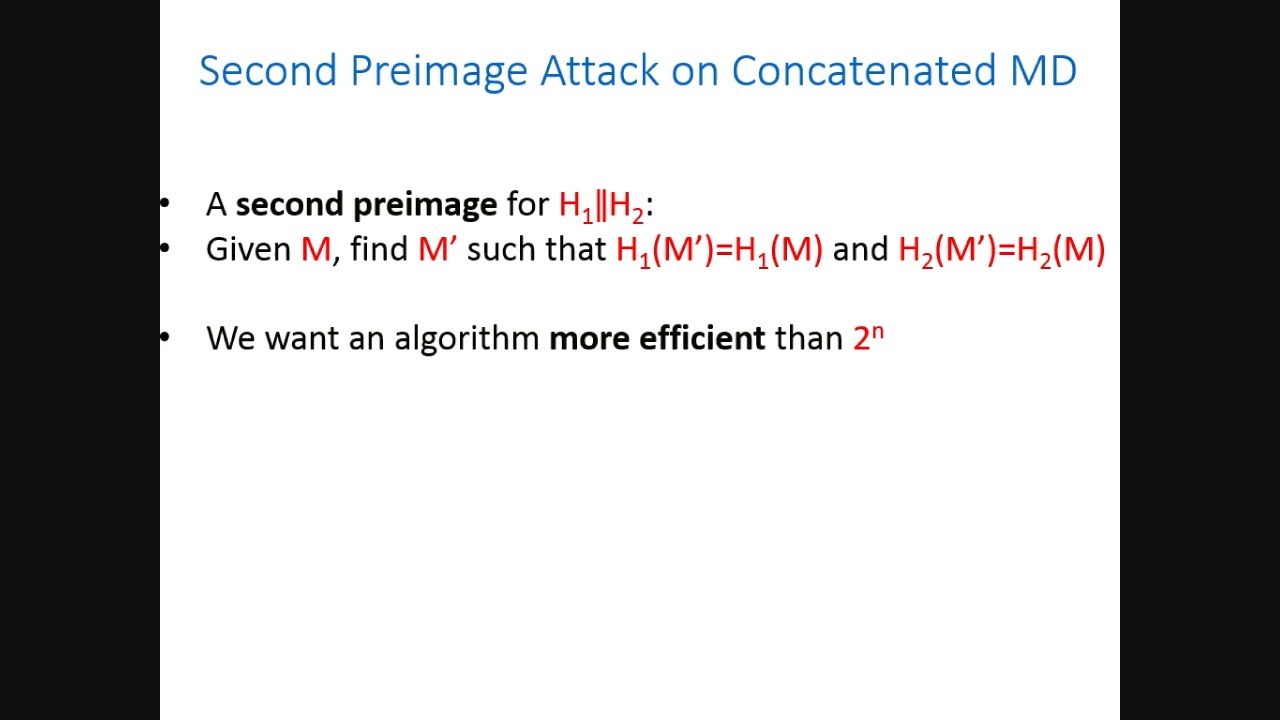 Second Preimage Attack on Concatenated MD
• A second preimage for H₁‖H₂:
• Given M, find M’ such that H₁(M’)=H₁(M) and H₂(M’)=H₂(M)
• We want an algorithm more efficient than 2ⁿ